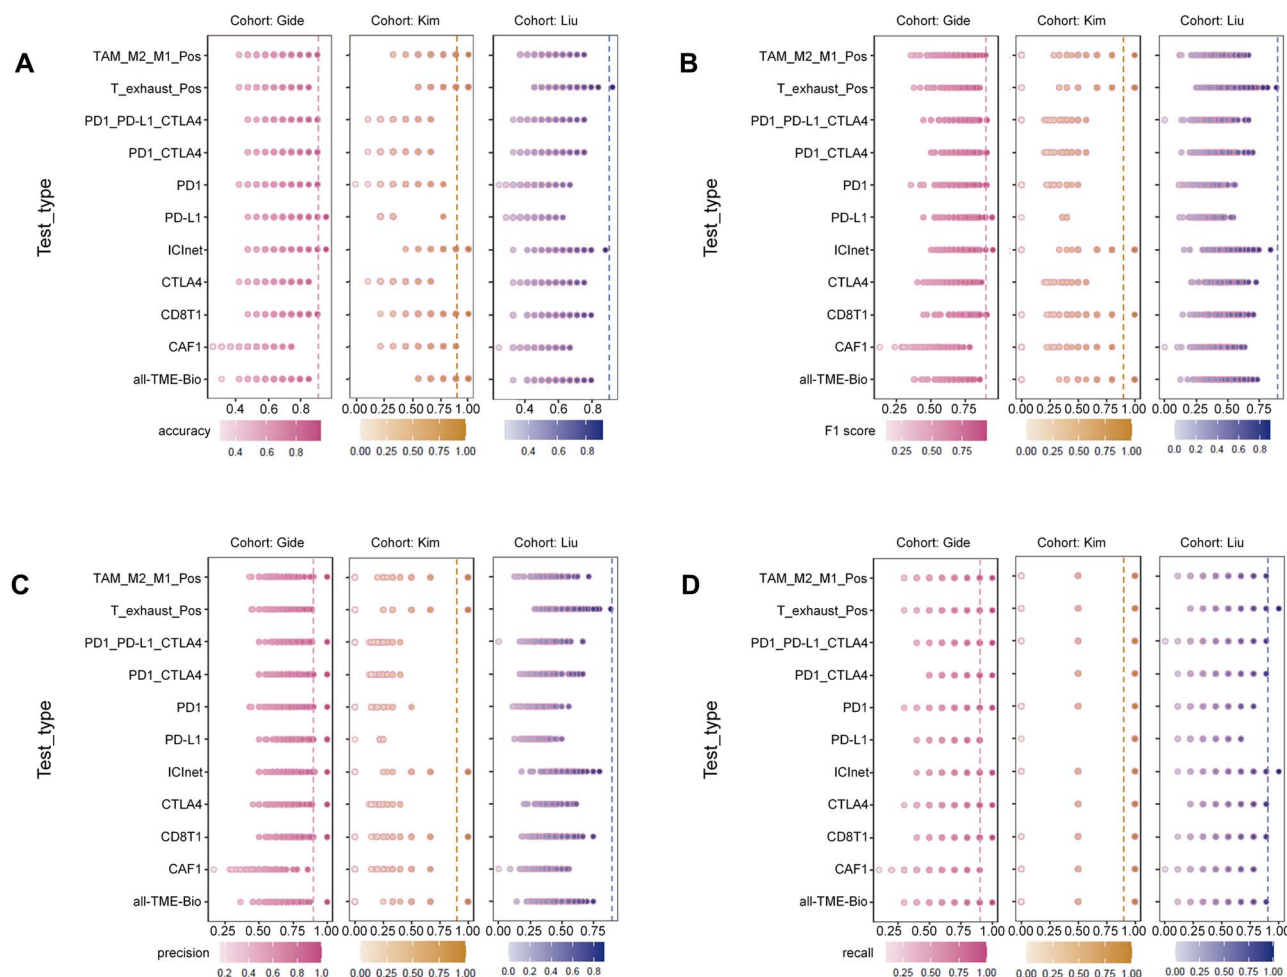 A
Cohort: Gide Cohort: Kim Cohort: Liu
Test_type
TAM_M2_M1_Pos
T_exhaust_Pos
PD1_PD-L1_CTLA4
PD1_CTLA4
PD1
PD-L1
ICInet
CTLA4
CD8T1
CAF1
all-TME-Bio
0.4 0.8 0.00 0.25 0.50 0.75 1.00 0.4 0.6 0.8
accuracy
0.4 0.6 0.8 0.00 0.25 0.50 0.75 1.00 0.4 0.6 0.8
B
Cohort: Gide Cohort: Kim Cohort: Liu
Test_type
TAM_M2_M1_Pos
T_exhaust_Pos
PD1_PD-L1_CTLA4
PD1_CTLA4
PD1
PD-L1
ICInet
CTLA4
CD8T1
CAF1
all-TME-Bio
0.25 0.50 0.75 0.00 0.25 0.50 0.75 1.00 0.00 0.25 0.50 0.75
F1 score
0.25 0.50 0.75 0.00 0.25 0.50 0.75 1.00 0.0 0.2 0.4 0.6 0.8
C
Cohort: Gide Cohort: Kim Cohort: Liu
Test_type
TAM_M2_M1_Pos
T_exhaust_Pos
PD1_PD-L1_CTLA4
PD1_CTLA4
PD1
PD-L1
ICInet
CTLA4
CD8T1
CAF1
all-TME-Bio
0.25 0.50 0.75 1.00 0.00 0.25 0.50 0.75 1.00 0.00 0.25 0.50 0.75
precision
0.2 0.4 0.6 0.8 1.0 0.00 0.25 0.50 0.75 1.00 0.0 0.2 0.4 0.6 0.8
D
Cohort: Gide Cohort: Kim Cohort: Liu
Test_type
TAM_M2_M1_Pos
T_exhaust_Pos
PD1_PD-L1_CTLA4
PD1_CTLA4
PD1
PD-L1
ICInet
CTLA4
CD8T1
CAF1
all-TME-Bio
0.25 0.50 0.75 1.00 0.00 0.25 0.50 0.75 1.00 0.00 0.25 0.50 0.75 1.00
recall
0.25 0.50 0.75 1.00 0.00 0.25 0.50 0.75 1.00 0.00 0.25 0.50 0.75 1.00